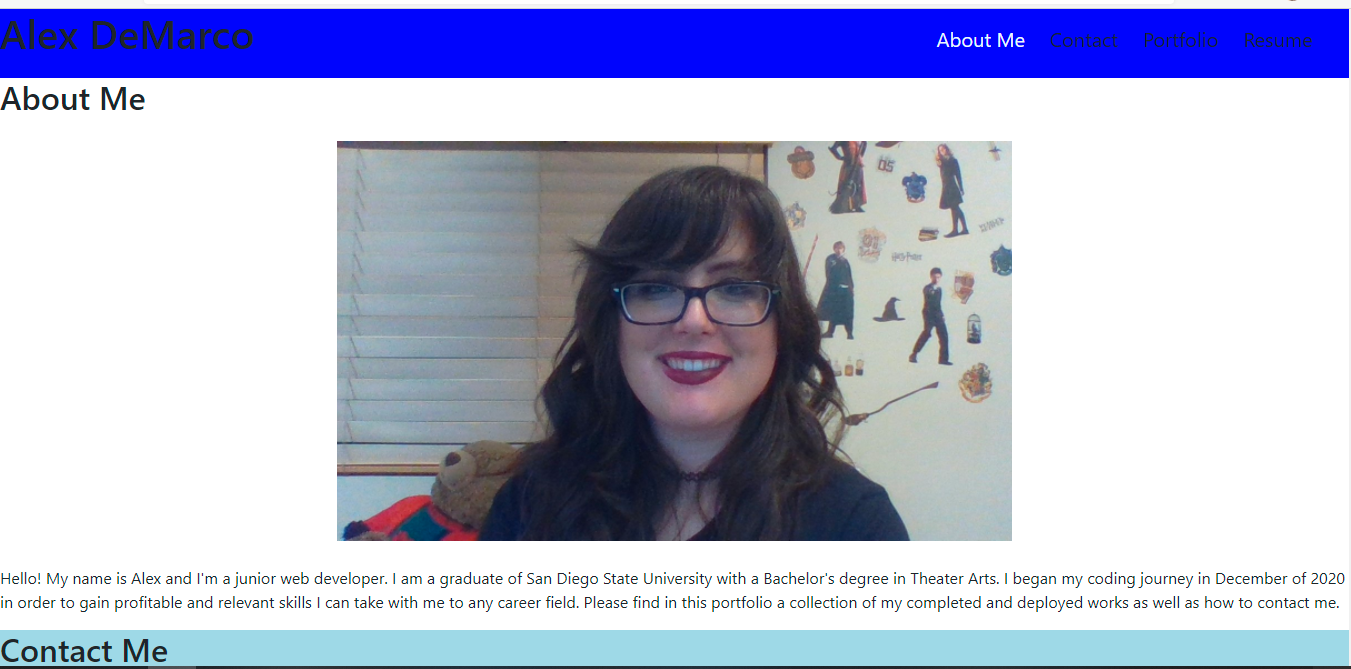 Alex DeMarco
About Me Contact Portfolio Resume
About Me
Hello! My name is Alex and I'm a junior web developer. I am a graduate of San Diego State University with a Bachelor's degree in Theater Arts. I began my coding journey in December of 2020
in order to gain profitable and relevant skills I can take with me to any career field. Please find in this portfolio a collection of my completed and deployed works as well as how to contact me.
Contact Me